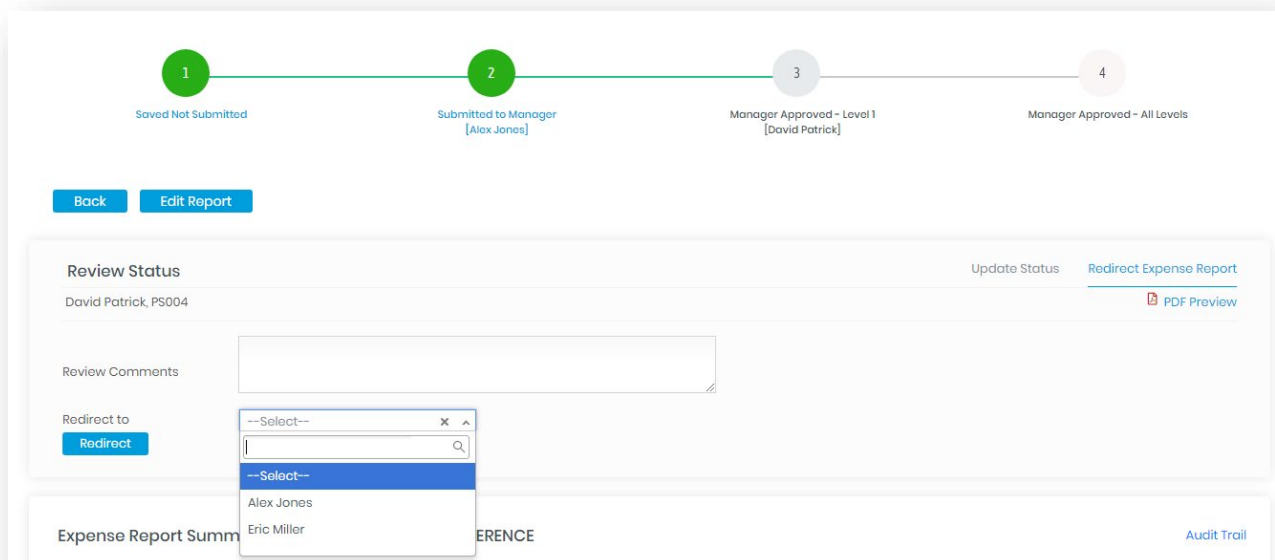 1
2
3
4
Saved Not Submitted
Submitted to Manager
[Alex Jones]
Manager Approved - Level 1
[David Patrick]
Manager Approved - All Levels
Back
Edit Report
Review Status
Update Status
Redirect Expense Report
David Patrick, PS004
PDF Preview
Review Comments
Redirect to
--Select--
Redirect
--Select--
Alex Jones
Eric Miller
Expense Report Summ
ERENCE
Audit Trail